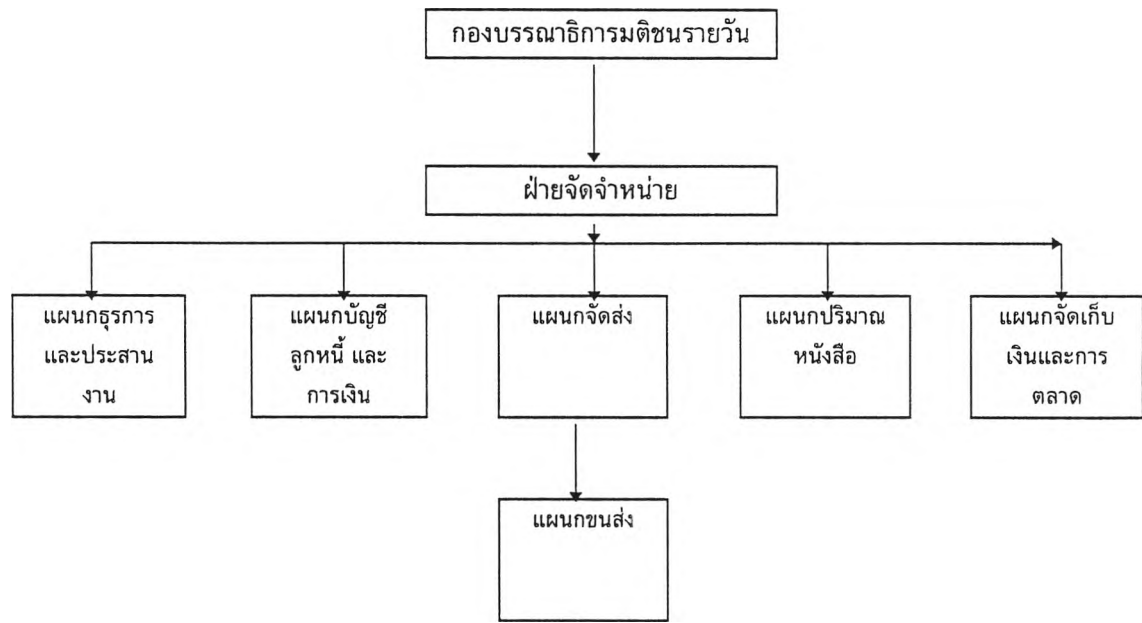 กองบรรณาธิการมติชนรายวัน
ฝ่ายจัดจำหน่าย
แผนกธุรการ
และประสาน
งาน
แผนกบัญชี
ลูกหนี้ และ
การเงิน
แผนกจัดส่ง
แผนกปริมาณ
หนังสือ
แผนกจัดเก็บ
เงินและการ
ตลาด
แผนกขนส่ง